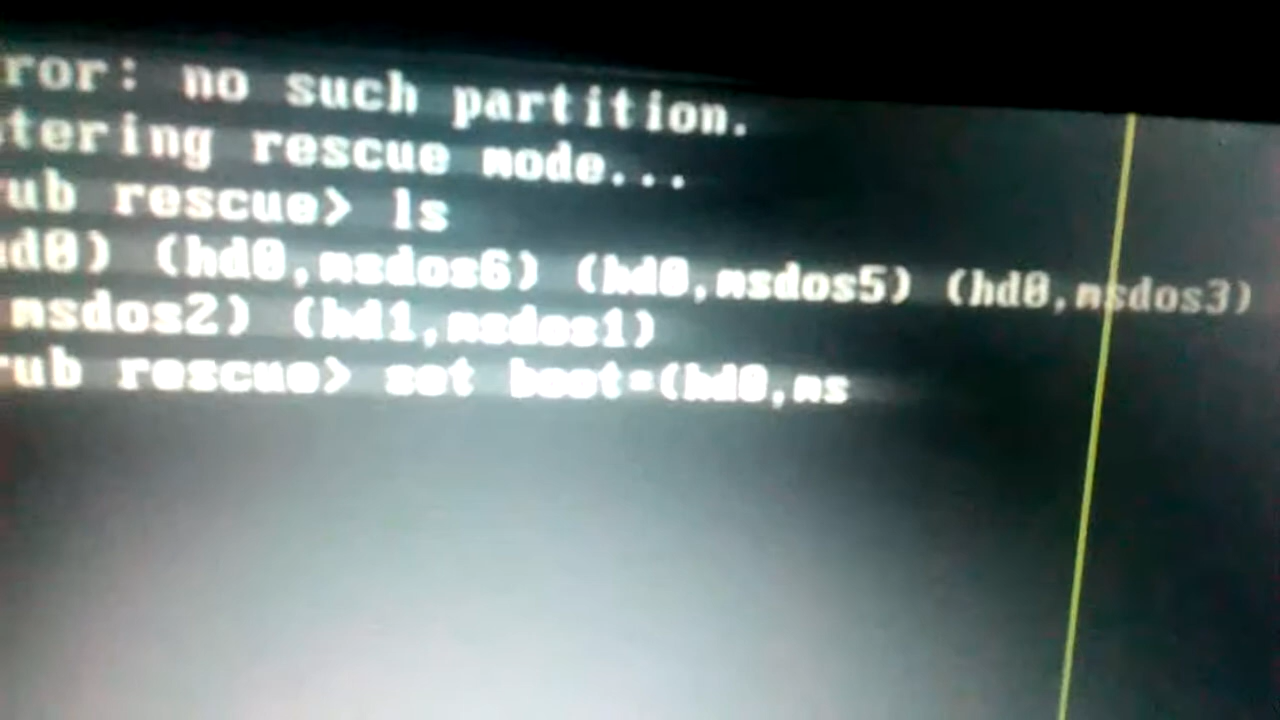 ror: no such partition.
tering rescue mode...
ub rescue> ls
d0) (hd0,msdos6) (hd0,msdos5) (hd0,msdos3)
msdos2) (hd1,msdos1)
rub rescue> set boot=(hd0,ms